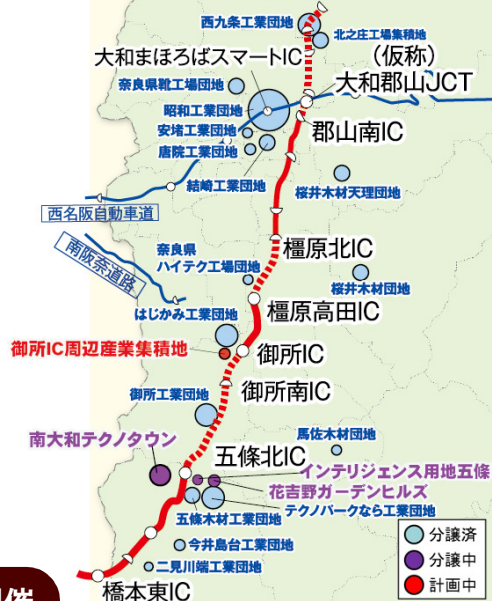 西九条工業団地
北之庄工場集積地
大和まほろばスマートIC
(仮称)
大和郡山JCT
奈良県靴工場団地
昭和工業団地
安堵工業団地
唐院工業団地
郡山南IC
結崎工業団地
桜井木材天理団地
西名阪自動車道
南阪奈道路
橿原北IC
奈良県
ハイテク工場団地
桜井木材団地
橿原高田IC
はじかみ工業団地
御所IC周辺産業集積地
御所IC
御所南IC
御所工業団地
南大和テクノタウン
馬佐木材団地
五條北IC
インテリジェンス用地五條
花吉野ガーデンヒルズ
テクノパークなら工業団地
五條木材工業団地
今井島台工業団地
二見川端工業団地
橋本東IC
分譲済
分譲中
計画中
催